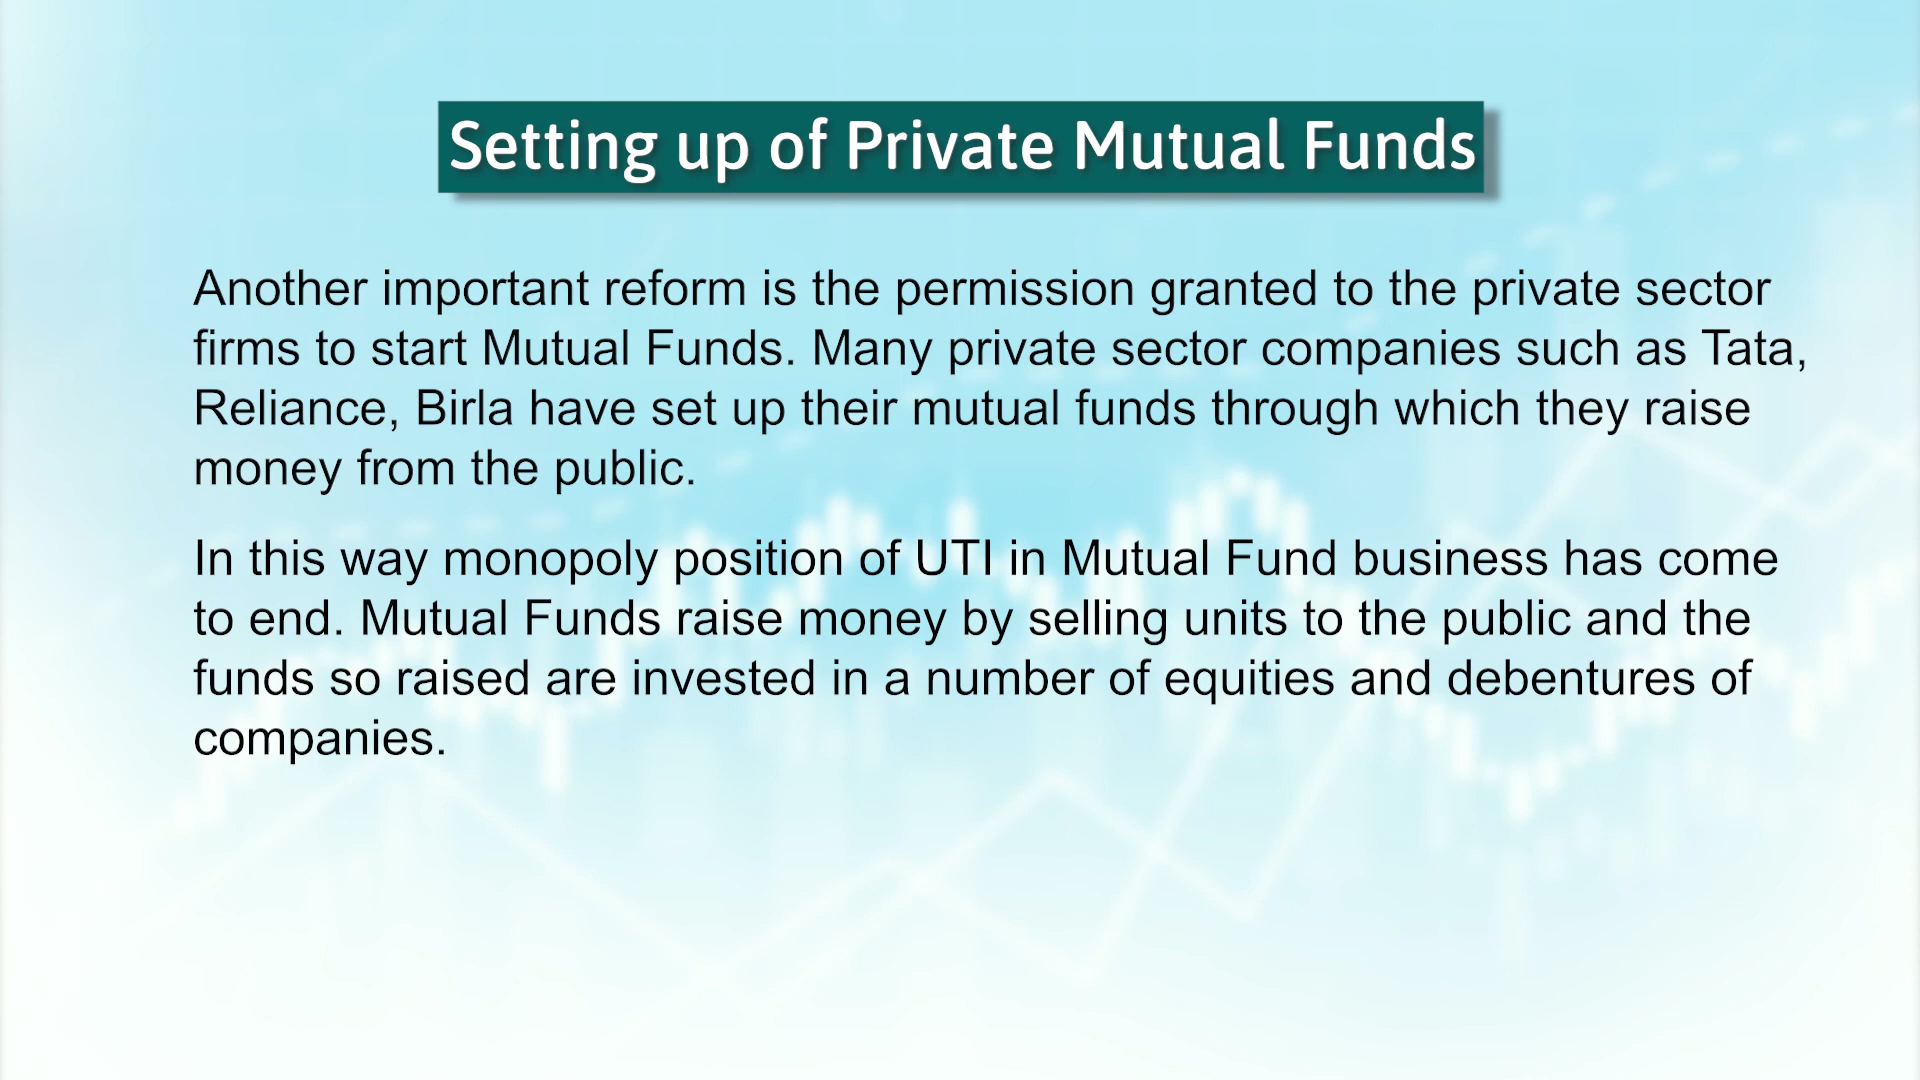 Setting up of Private Mutual Funds
Another important reform is the permission granted to the private sector
firms to start Mutual Funds. Many private sector companies such as Tata,
Reliance, Birla have set up their mutual funds through which they raise
money from the public.
In this way monopoly position of UTI in Mutual Fund business has come
to end. Mutual Funds raise money by selling units to the public and the
funds so raised are invested in a number of equities and debentures of
companies.